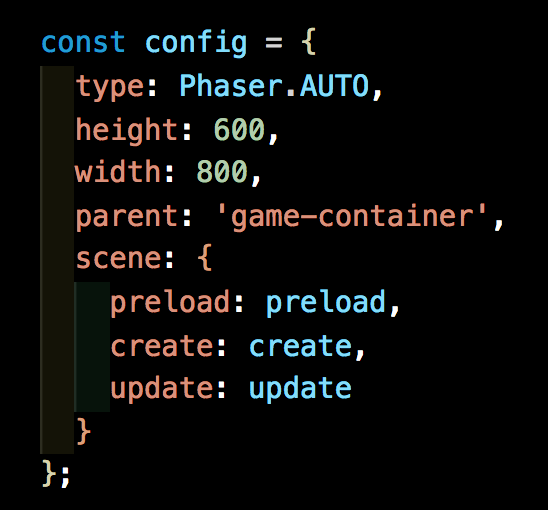 const config = {
  type: Phaser.AUTO,
  height: 600,
  width: 800,
  parent: 'game-container',
  scene: {
    preload: preload,
    create: create,
    update: update
  }
};